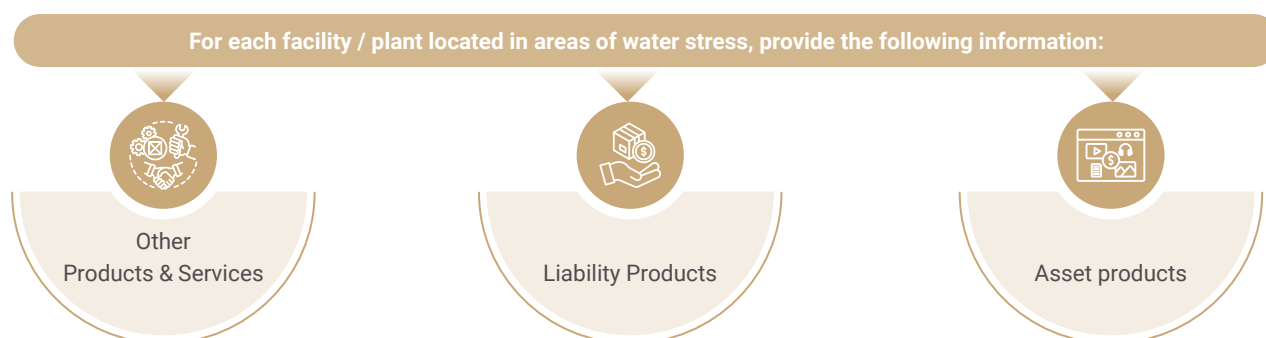 For each facility / plant located in areas of water stress, provide the following information:
Other
Products & Services
Liability Products
Asset products